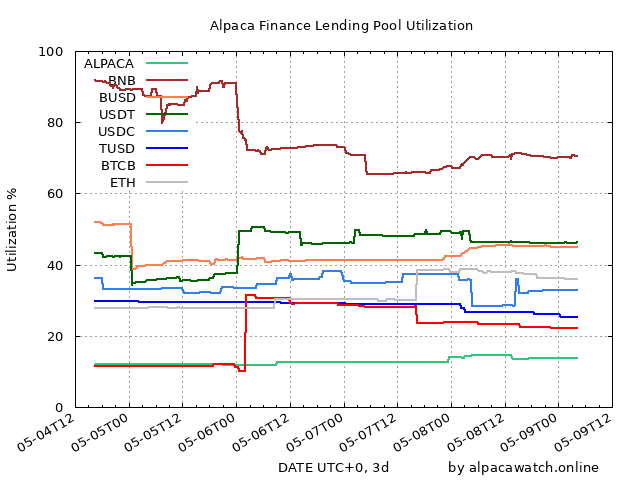 Alpaca Finance Lending Pool Utilization
100
80
60
40
20
0
Utilization %
ALPACA
BNB
BUSD
USDT
USDC
TUSD
BTCB
ETH
05-04T12
05-05T00
05-05T12
05-06T00
05-06T12
05-07T00
05-07T12
05-08T00
05-08T12
05-09T00
05-09T12
DATE UTC+0, 3d
by alpacawatch.online